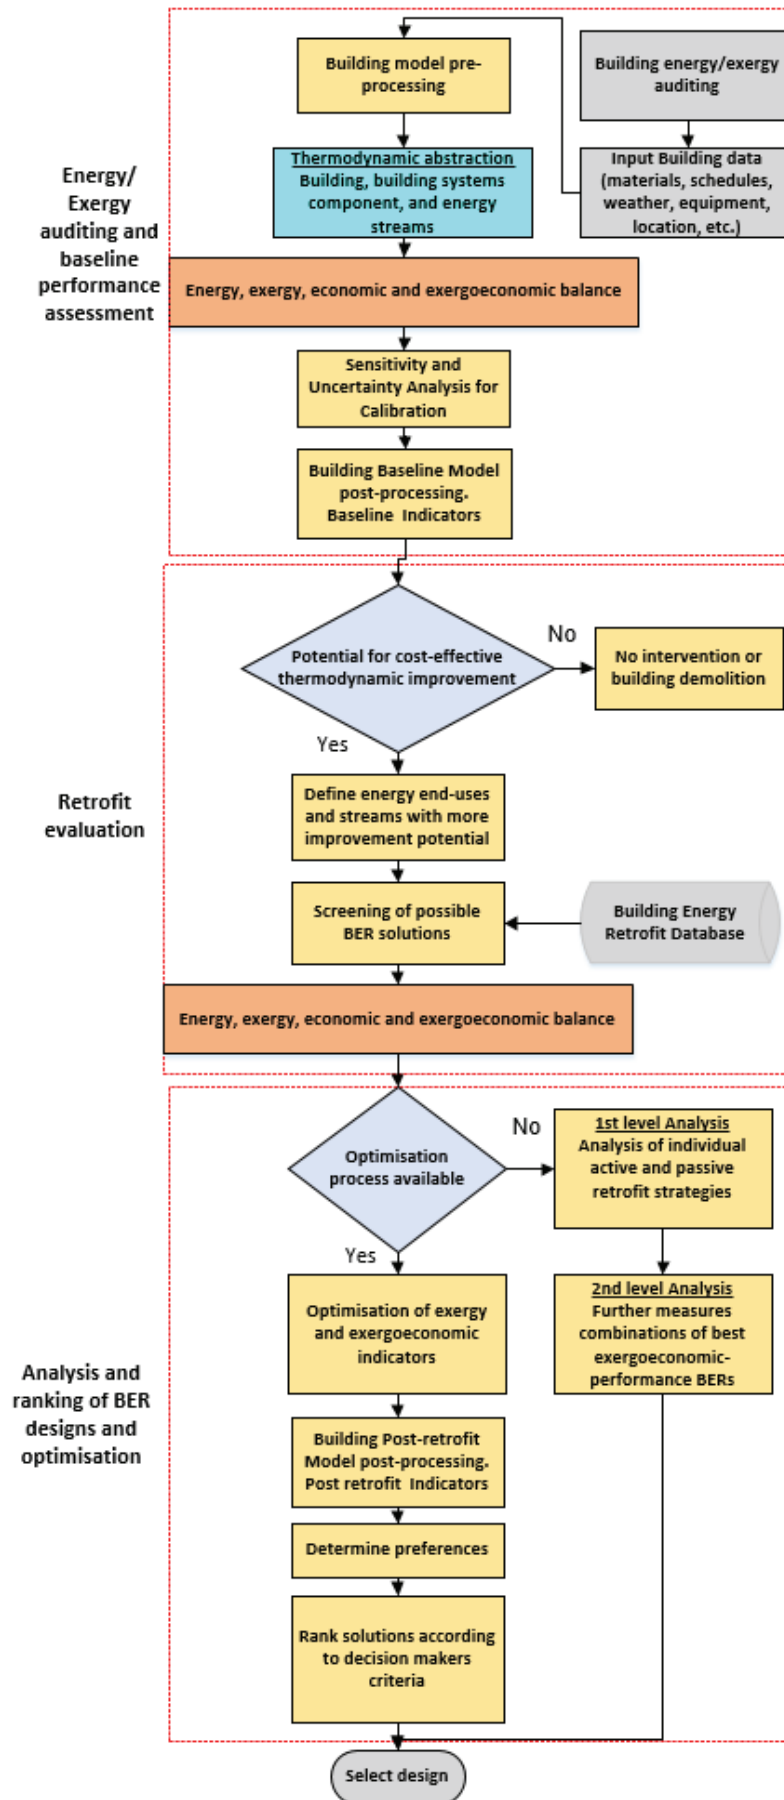 Building model pre-
processing
Building energy/exergy
auditing
Thermodynamic abstraction
Building, building systems
component, and energy
streams
Input Building data
(materials, schedules,
weather, equipment,
location, etc.)
Energy/
Exergy
auditing and
baseline
performance
assessment
Energy, exergy, economic and exergoeconomic balance
Sensitivity and
Uncertainty Analysis for
Calibration
Building Baseline Model
post-processing.
Baseline Indicators
Potential for cost-effective
thermodynamic improvement
No
No intervention or
building demolition
Yes
Retrofit
evaluation
Define energy end-uses
and streams with more
improvement potential
Screening of possible
BER solutions
Building Energy
Retrofit Database
Energy, exergy, economic and exergoeconomic balance
Optimisation
process available
No
1st level Analysis
Analysis of individual
active and passive
retrofit strategies
Yes
2nd level Analysis
Further measures
combinations of best
exergoeconomic-
performance BERs
Optimisation of exergy
and exergoeconomic
indicators
Analysis and
ranking of BER
designs and
optimisation
Building Post-retrofit
Model post-processing.
Post retrofit Indicators
Determine preferences
Rank solutions according
to decision makers
criteria
Select design